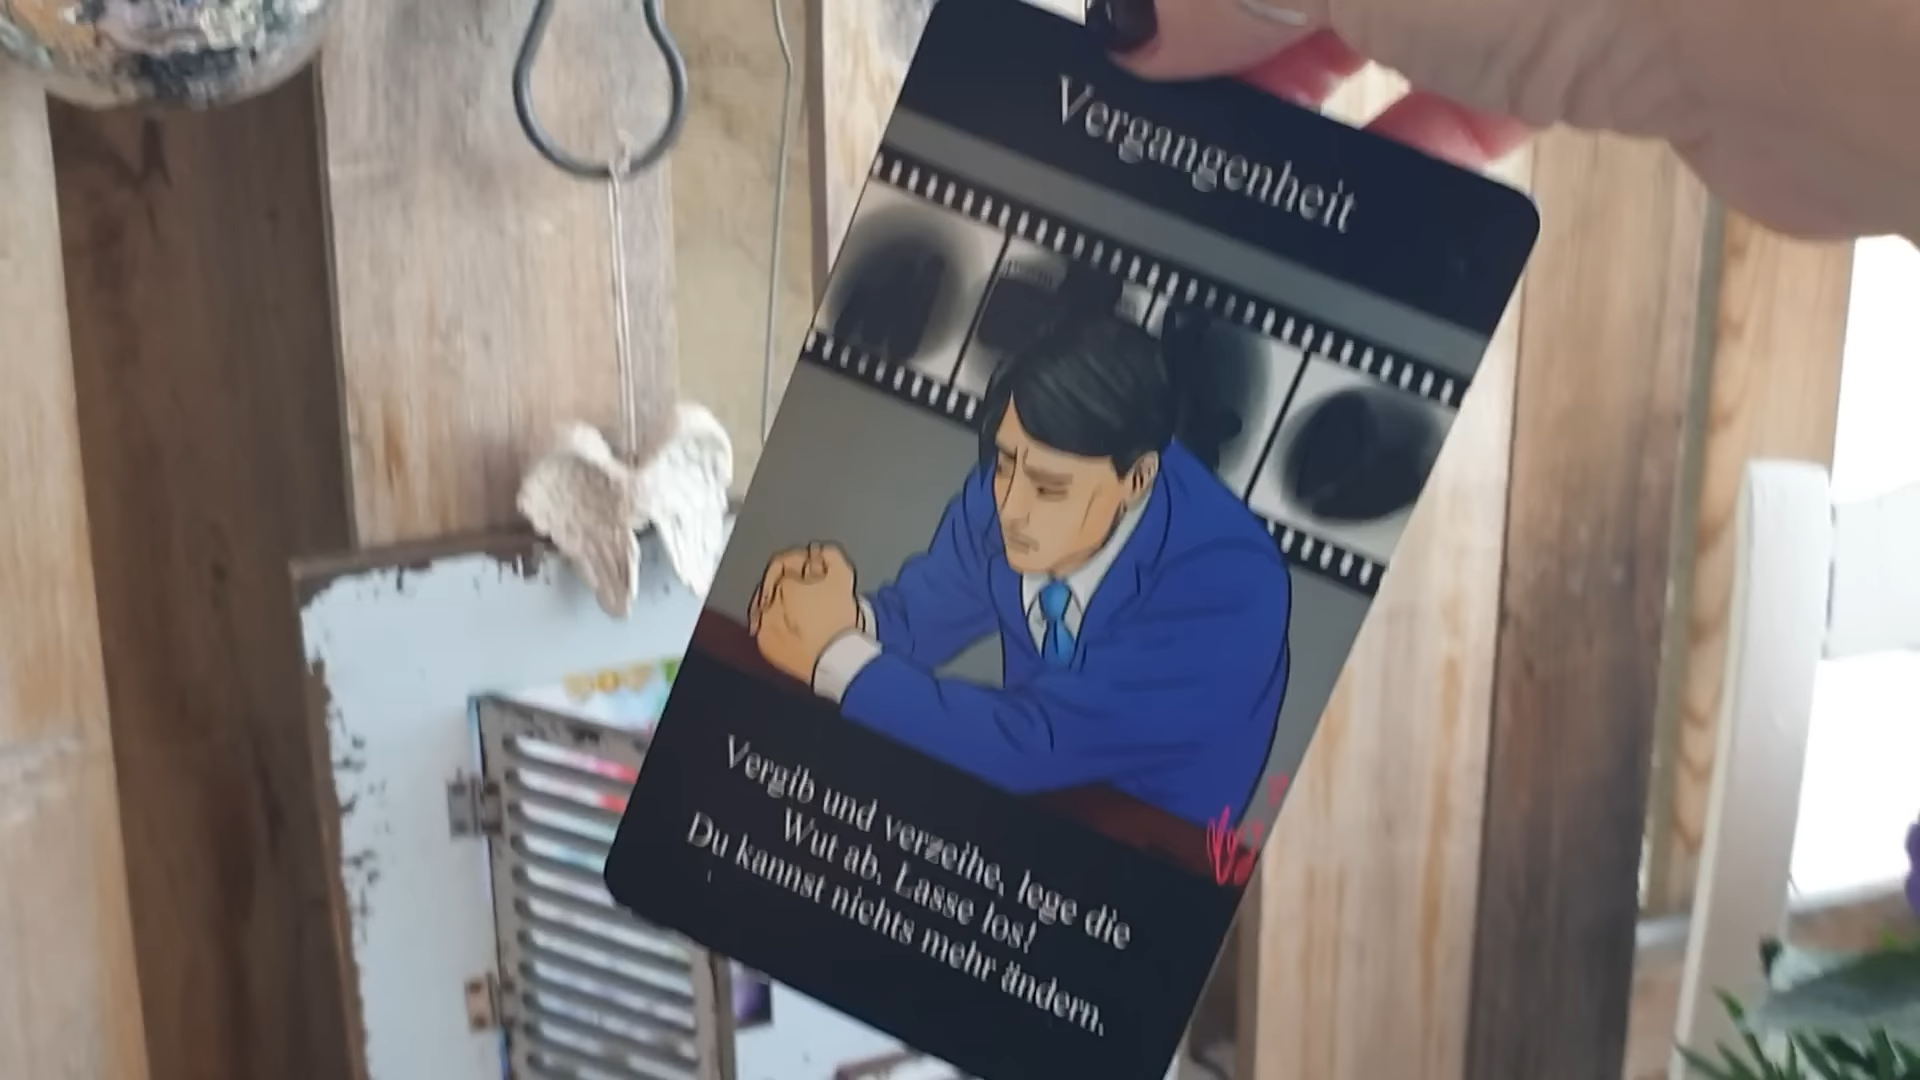 Vergangenheit
Vergib und verzeihe, lege die
Wut ab. Lasse los!
Du kannst nichts mehr ändern.